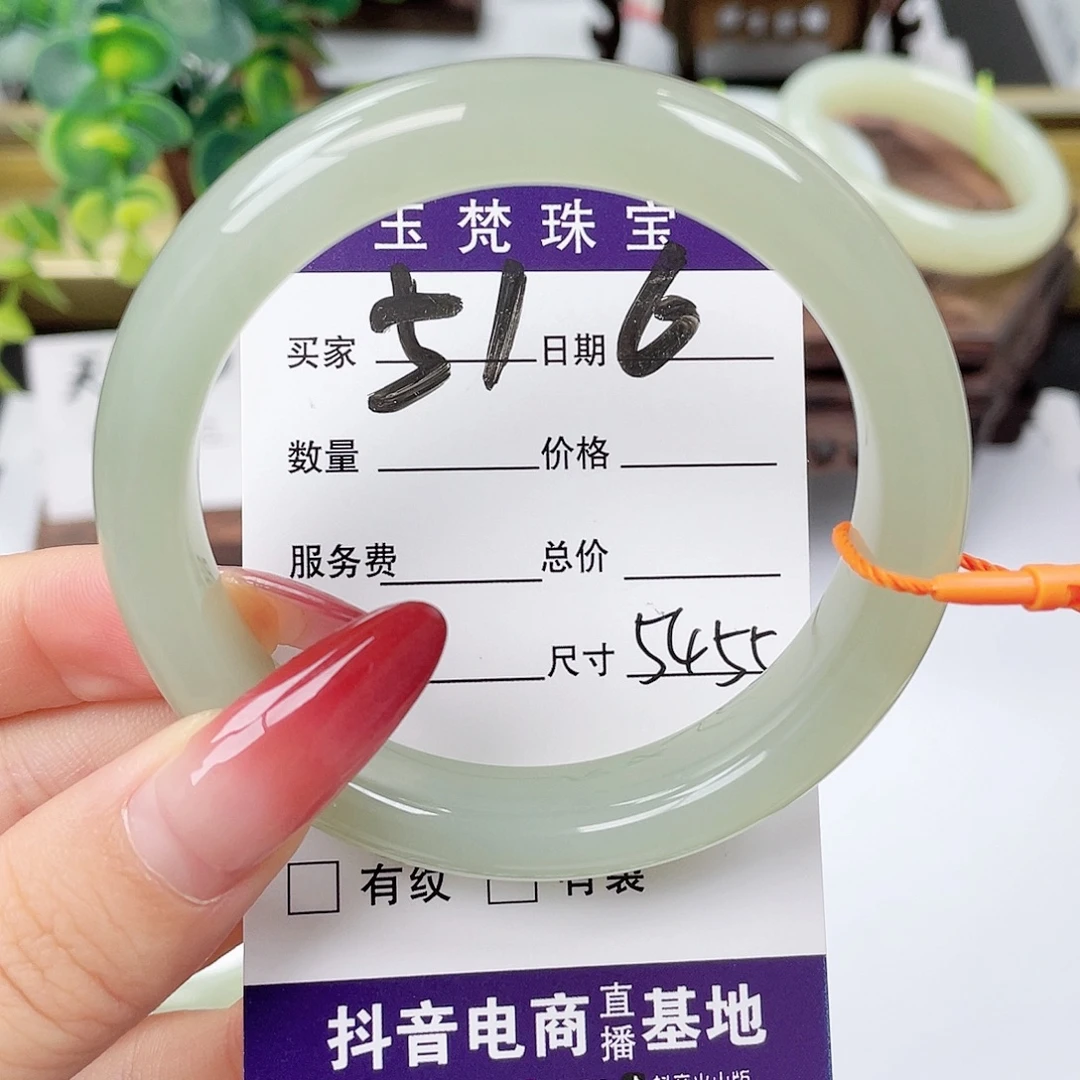 玉梵珠宝
买家 516 日期
数量 价格
服务费 总价
尺寸 5455
有纹 有裂
抖音电商直播基地